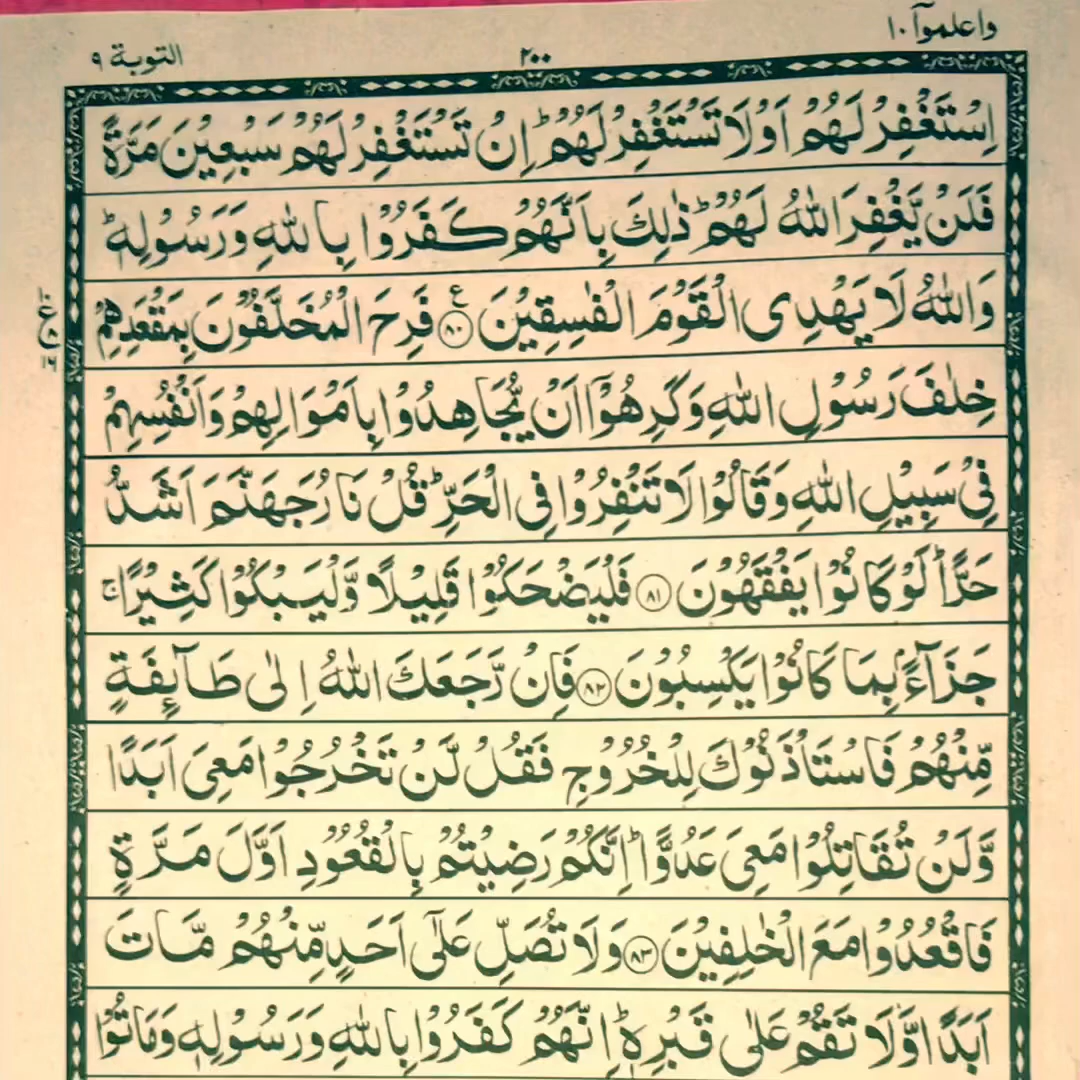 واعلموآ ١٠
٢٠٠
التوبة ٩
اِسْتَغْفِرْ لَهُمْ اَوْ لَا تَسْتَغْفِرْ لَهُمْ ؕ اِنْ تَسْتَغْفِرْ لَهُمْ سَبْعِيْنَ مَرَّةً
فَلَنْ يَّغْفِرَ اللّٰهُ لَهُمْ ؕ ذٰلِكَ بِاَنَّهُمْ كَفَرُوْا بِاللّٰهِ وَرَسُوْلِهٖ ؕ
وَاللّٰهُ لَا يَهْدِى الْقَوْمَ الْفٰسِقِيْنَ ۧ ﴿٨٠﴾ فَرِحَ الْمُخَلَّفُوْنَ بِمَقْعَدِهِمْ
خِلٰفَ رَسُوْلِ اللّٰهِ وَكَرِهُوْۤا اَنْ يُّجَاهِدُوْا بِاَمْوَالِهِمْ وَاَنْفُسِهِمْ
فِىْ سَبِيْلِ اللّٰهِ وَقَالُوْا لَا تَنْفِرُوْا فِى الْحَرِّ ؕ قُلْ نَارُ جَهَنَّمَ اَشَدُّ
حَرًّا ؕ لَوْ كَانُوْا يَفْقَهُوْنَ ﴿٨١﴾ فَلْيَضْحَكُوْا قَلِيْلًا وَّلْيَبْكُوْا كَثِيْرًا ۚ
جَزَآءًۢ بِمَا كَانُوْا يَكْسِبُوْنَ ﴿٨٢﴾ فَاِنْ رَّجَعَكَ اللّٰهُ اِلٰى طَآئِفَةٍ
مِّنْهُمْ فَاسْتَاْذَنُوْكَ لِلْخُرُوْجِ فَقُلْ لَّنْ تَخْرُجُوْا مَعِىَ اَبَدًا
وَّلَنْ تُقَاتِلُوْا مَعِىَ عَدُوًّا ؕ اِنَّكُمْ رَضِيْتُمْ بِالْقُعُوْدِ اَوَّلَ مَرَّةٍ
فَاقْعُدُوْا مَعَ الْخٰلِفِيْنَ ﴿٨٣﴾ وَلَا تُصَلِّ عَلٰٓى اَحَدٍ مِّنْهُمْ مَّاتَ
اَبَدًا وَّلَا تَقُمْ عَلٰى قَبْرِهٖ ؕ اِنَّهُمْ كَفَرُوْا بِاللّٰهِ وَرَسُوْلِهٖ وَمَاتُوْا